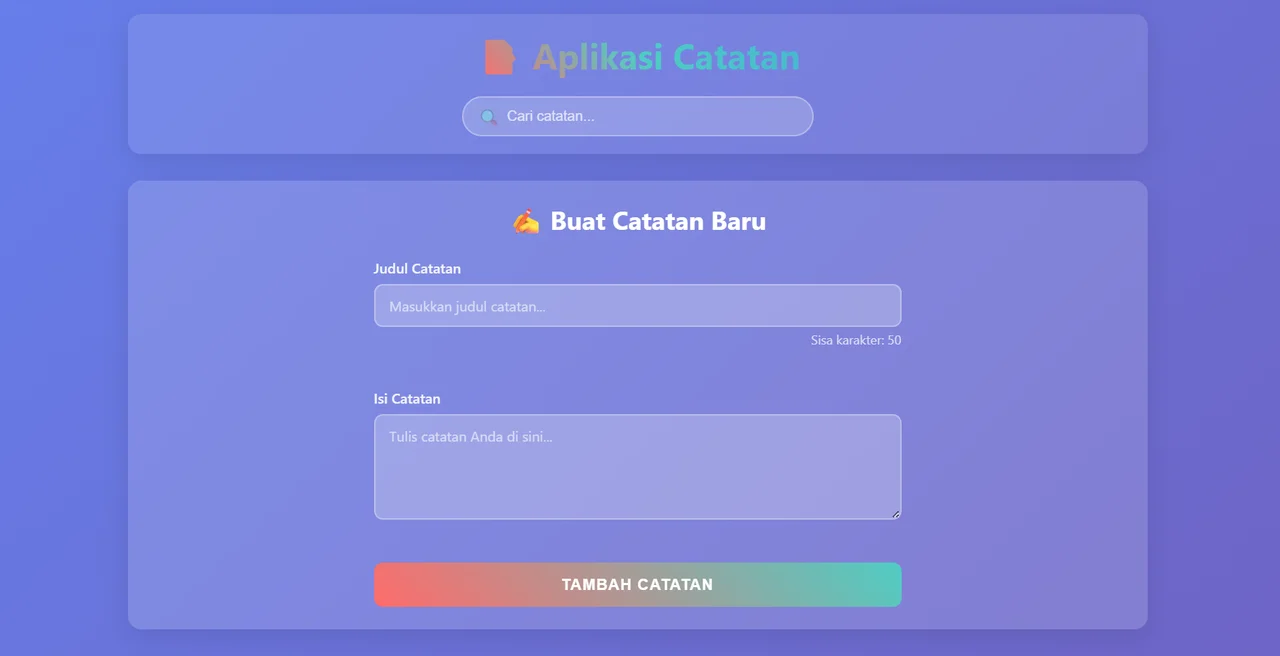 Aplikasi Catatan
Cari catatan...
Buat Catatan Baru
Judul Catatan
Masukkan judul catatan...
Sisa karakter: 50
Isi Catatan
Tulis catatan Anda di sini...
TAMBAH CATATAN